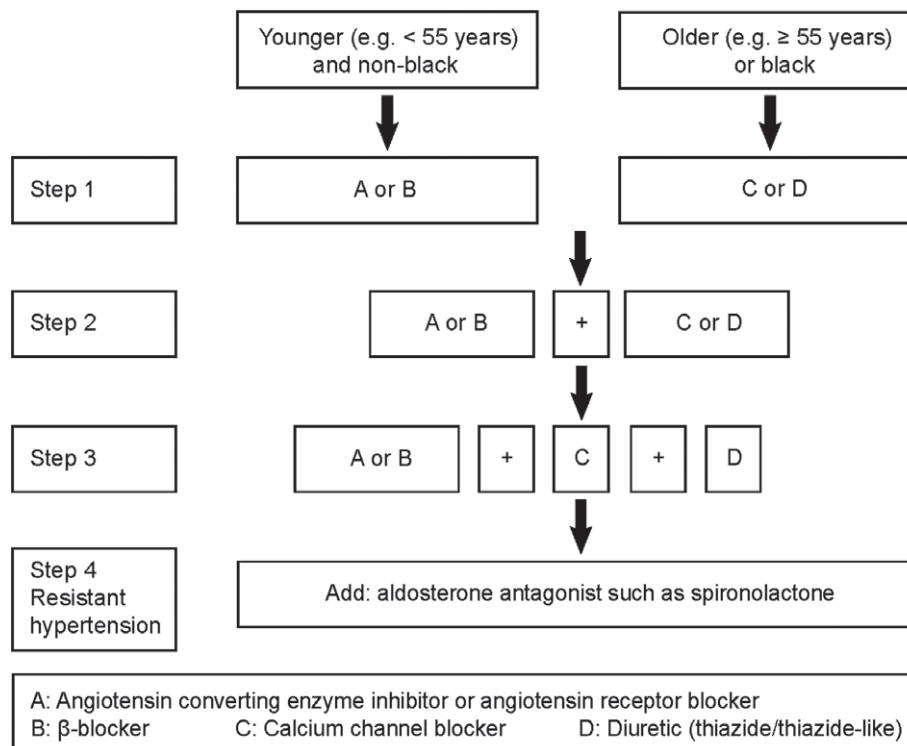 Younger (e.g. < 55 years)
and non-black
Older (e.g. ≥ 55 years)
or black
Step 1
A or B
C or D
Step 2
A or B
+
C or D
Step 3
A or B
+
C
+
D
Step 4
Resistant
hypertension
Add: aldosterone antagonist such as spironolactone
A: Angiotensin converting enzyme inhibitor or angiotensin receptor blocker
B: β-blocker C: Calcium channel blocker D: Diuretic (thiazide/thiazide-like)